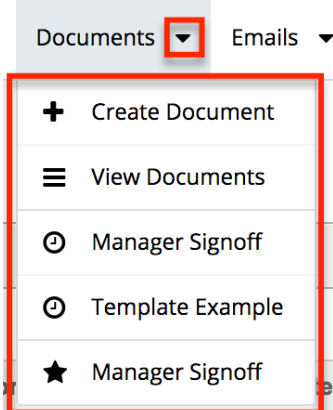 Documents Emails
Create Document
View Documents
Manager Signoff
Template Example
Manager Signoff